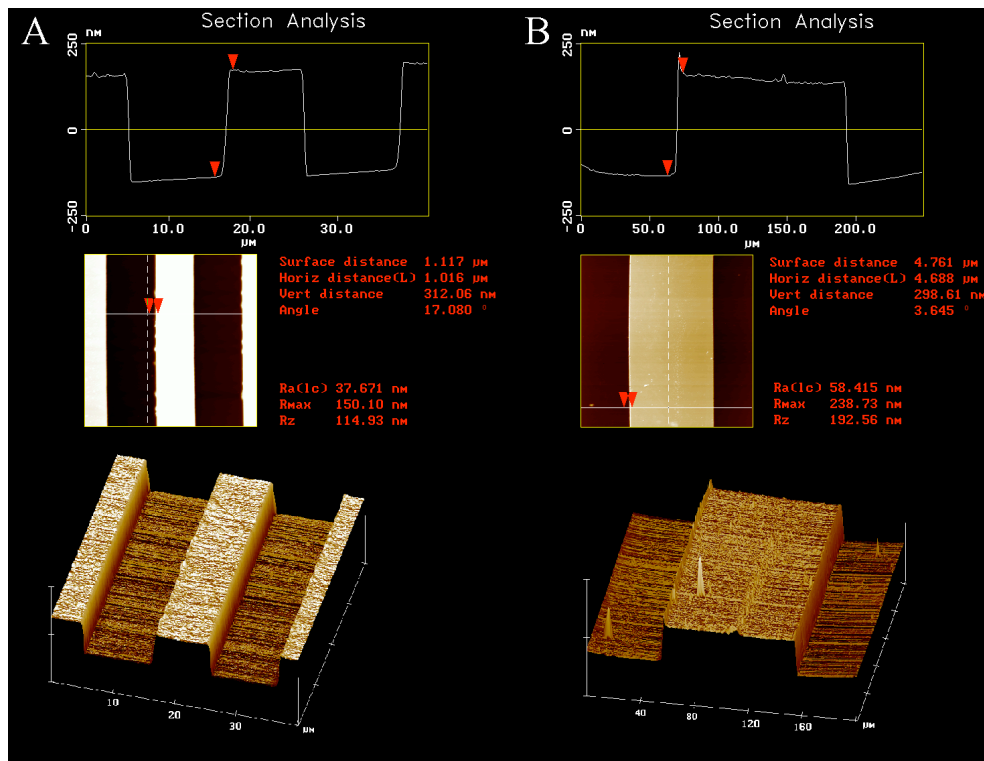 A
Section Analysis
nM
250
0
-250
0
10.0
20.0
30.0
µM
Surface distance 1.117 µm
Horiz distance(L) 1.016 µm
Vert distance 312.06 nm
Angle 17.080 °
Ra(lc) 37.671 nm
Rmax 150.10 nm
Rz 114.93 nm
10
20
30
µM
B
Section Analysis
nM
250
0
-250
0
50.0
100.0
150.0
200.0
µM
Surface distance 4.761 µm
Horiz distance(L) 4.688 µm
Vert distance 298.61 nm
Angle 3.645 °
Ra(lc) 58.415 nm
Rmax 238.73 nm
Rz 192.56 nm
40
80
120
160
µM